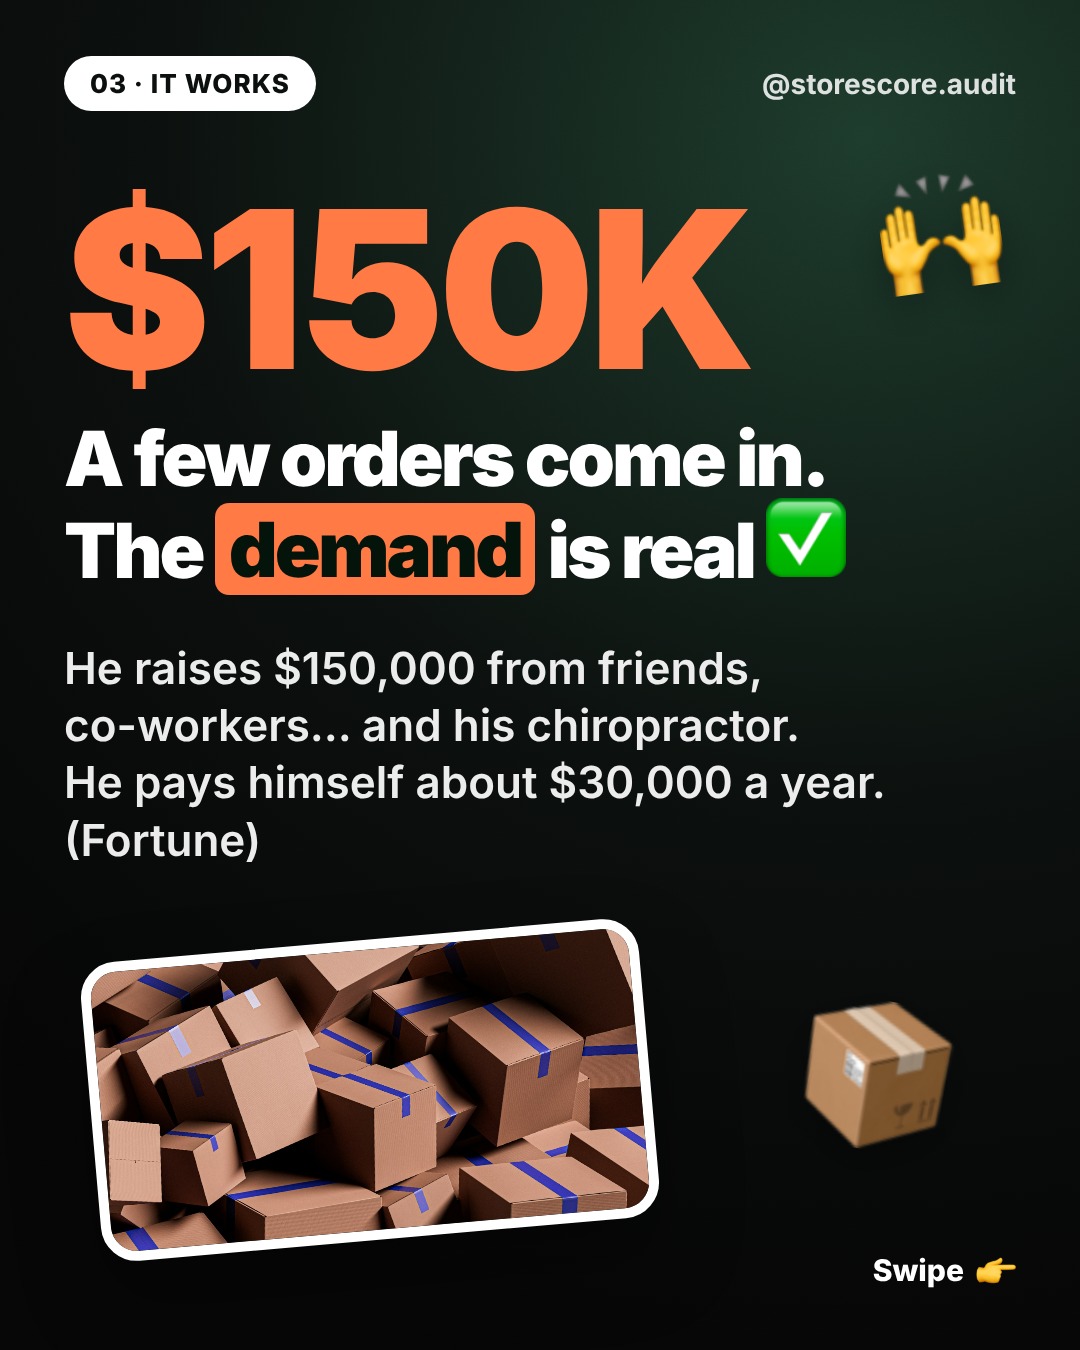 03 · IT WORKS
@storescore.audit
$150K
A few orders come in.
The demand is real ✅
He raises $150,000 from friends,
co-workers... and his chiropractor.
He pays himself about $30,000 a year.
(Fortune)
Swipe 👉